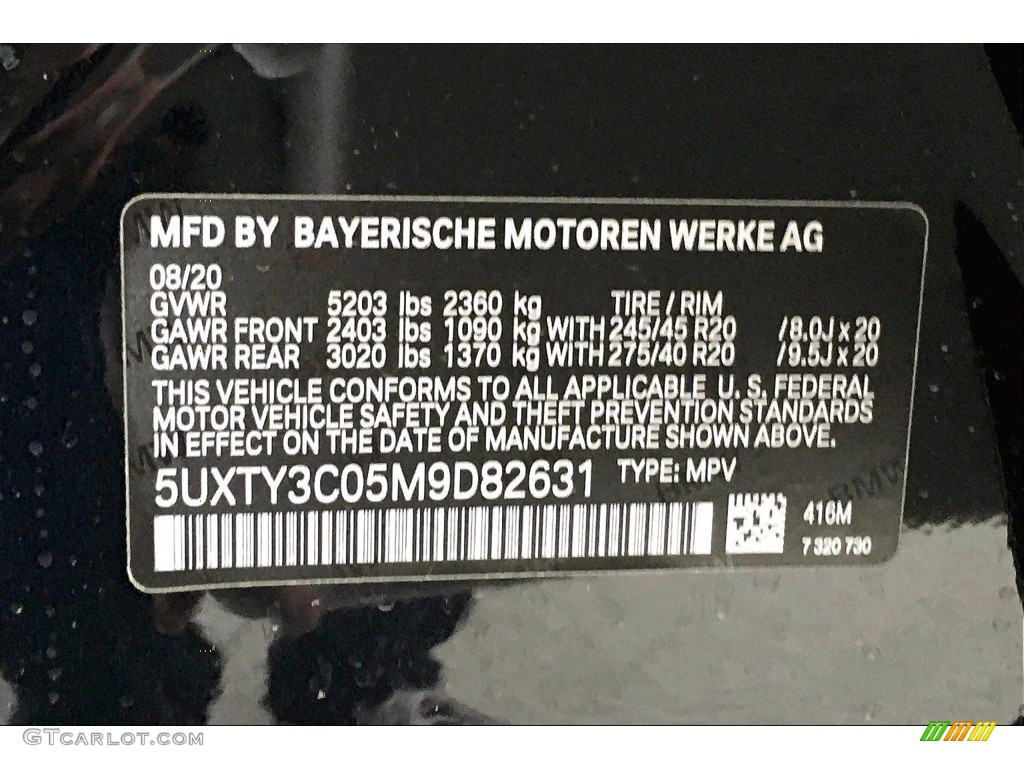 MFD BY BAYERISCHE MOTOREN WERKE AG
08/20
GVWR 5203 lbs 2360 kg TIRE / RIM
GAWR FRONT 2403 lbs 1090 kg WITH 245/45 R20 /8.0J x 20
GAWR REAR 3020 lbs 1370 kg WITH 275/40 R20 /9.5J x 20
THIS VEHICLE CONFORMS TO ALL APPLICABLE U. S. FEDERAL
MOTOR VEHICLE SAFETY AND THEFT PREVENTION STANDARDS
IN EFFECT ON THE DATE OF MANUFACTURE SHOWN ABOVE.
5UXTY3C05M9D82631 TYPE: MPV
416M
7 320 730
BMW
GTCarlot.com